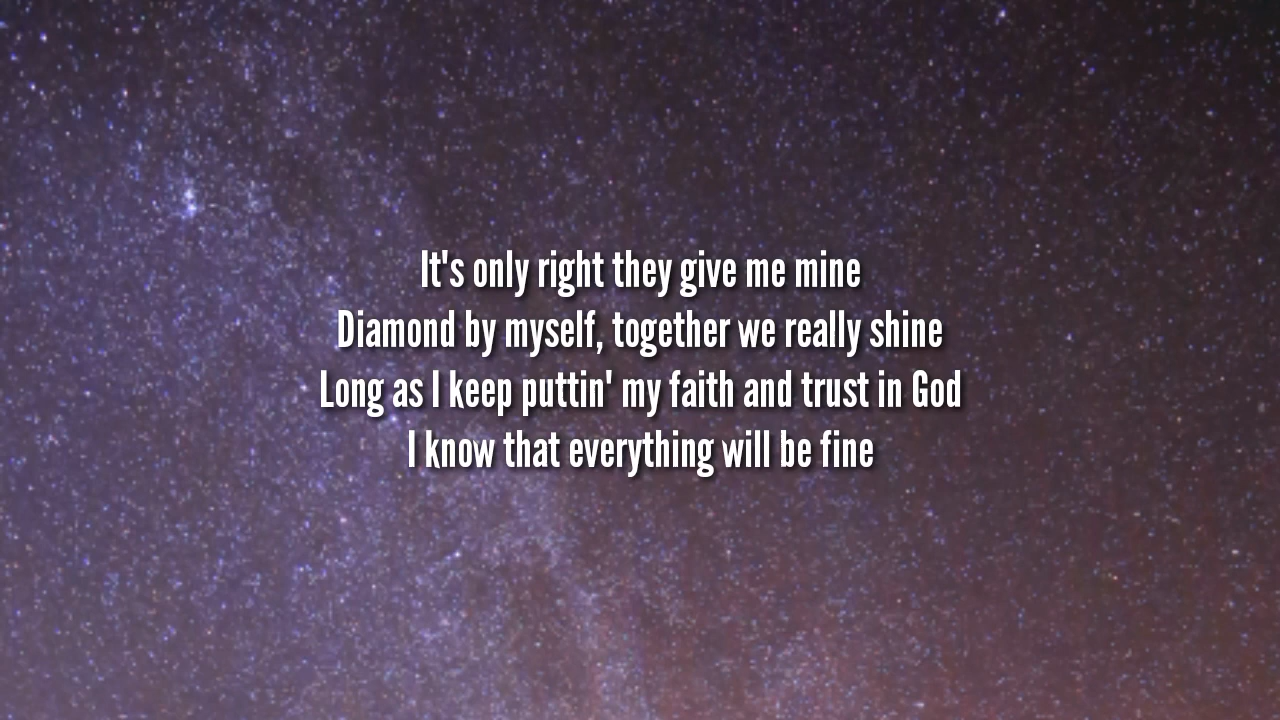 It's only right they give me mine
Diamond by myself, together we really shine
Long as I keep puttin' my faith and trust in God
I know that everything will be fine